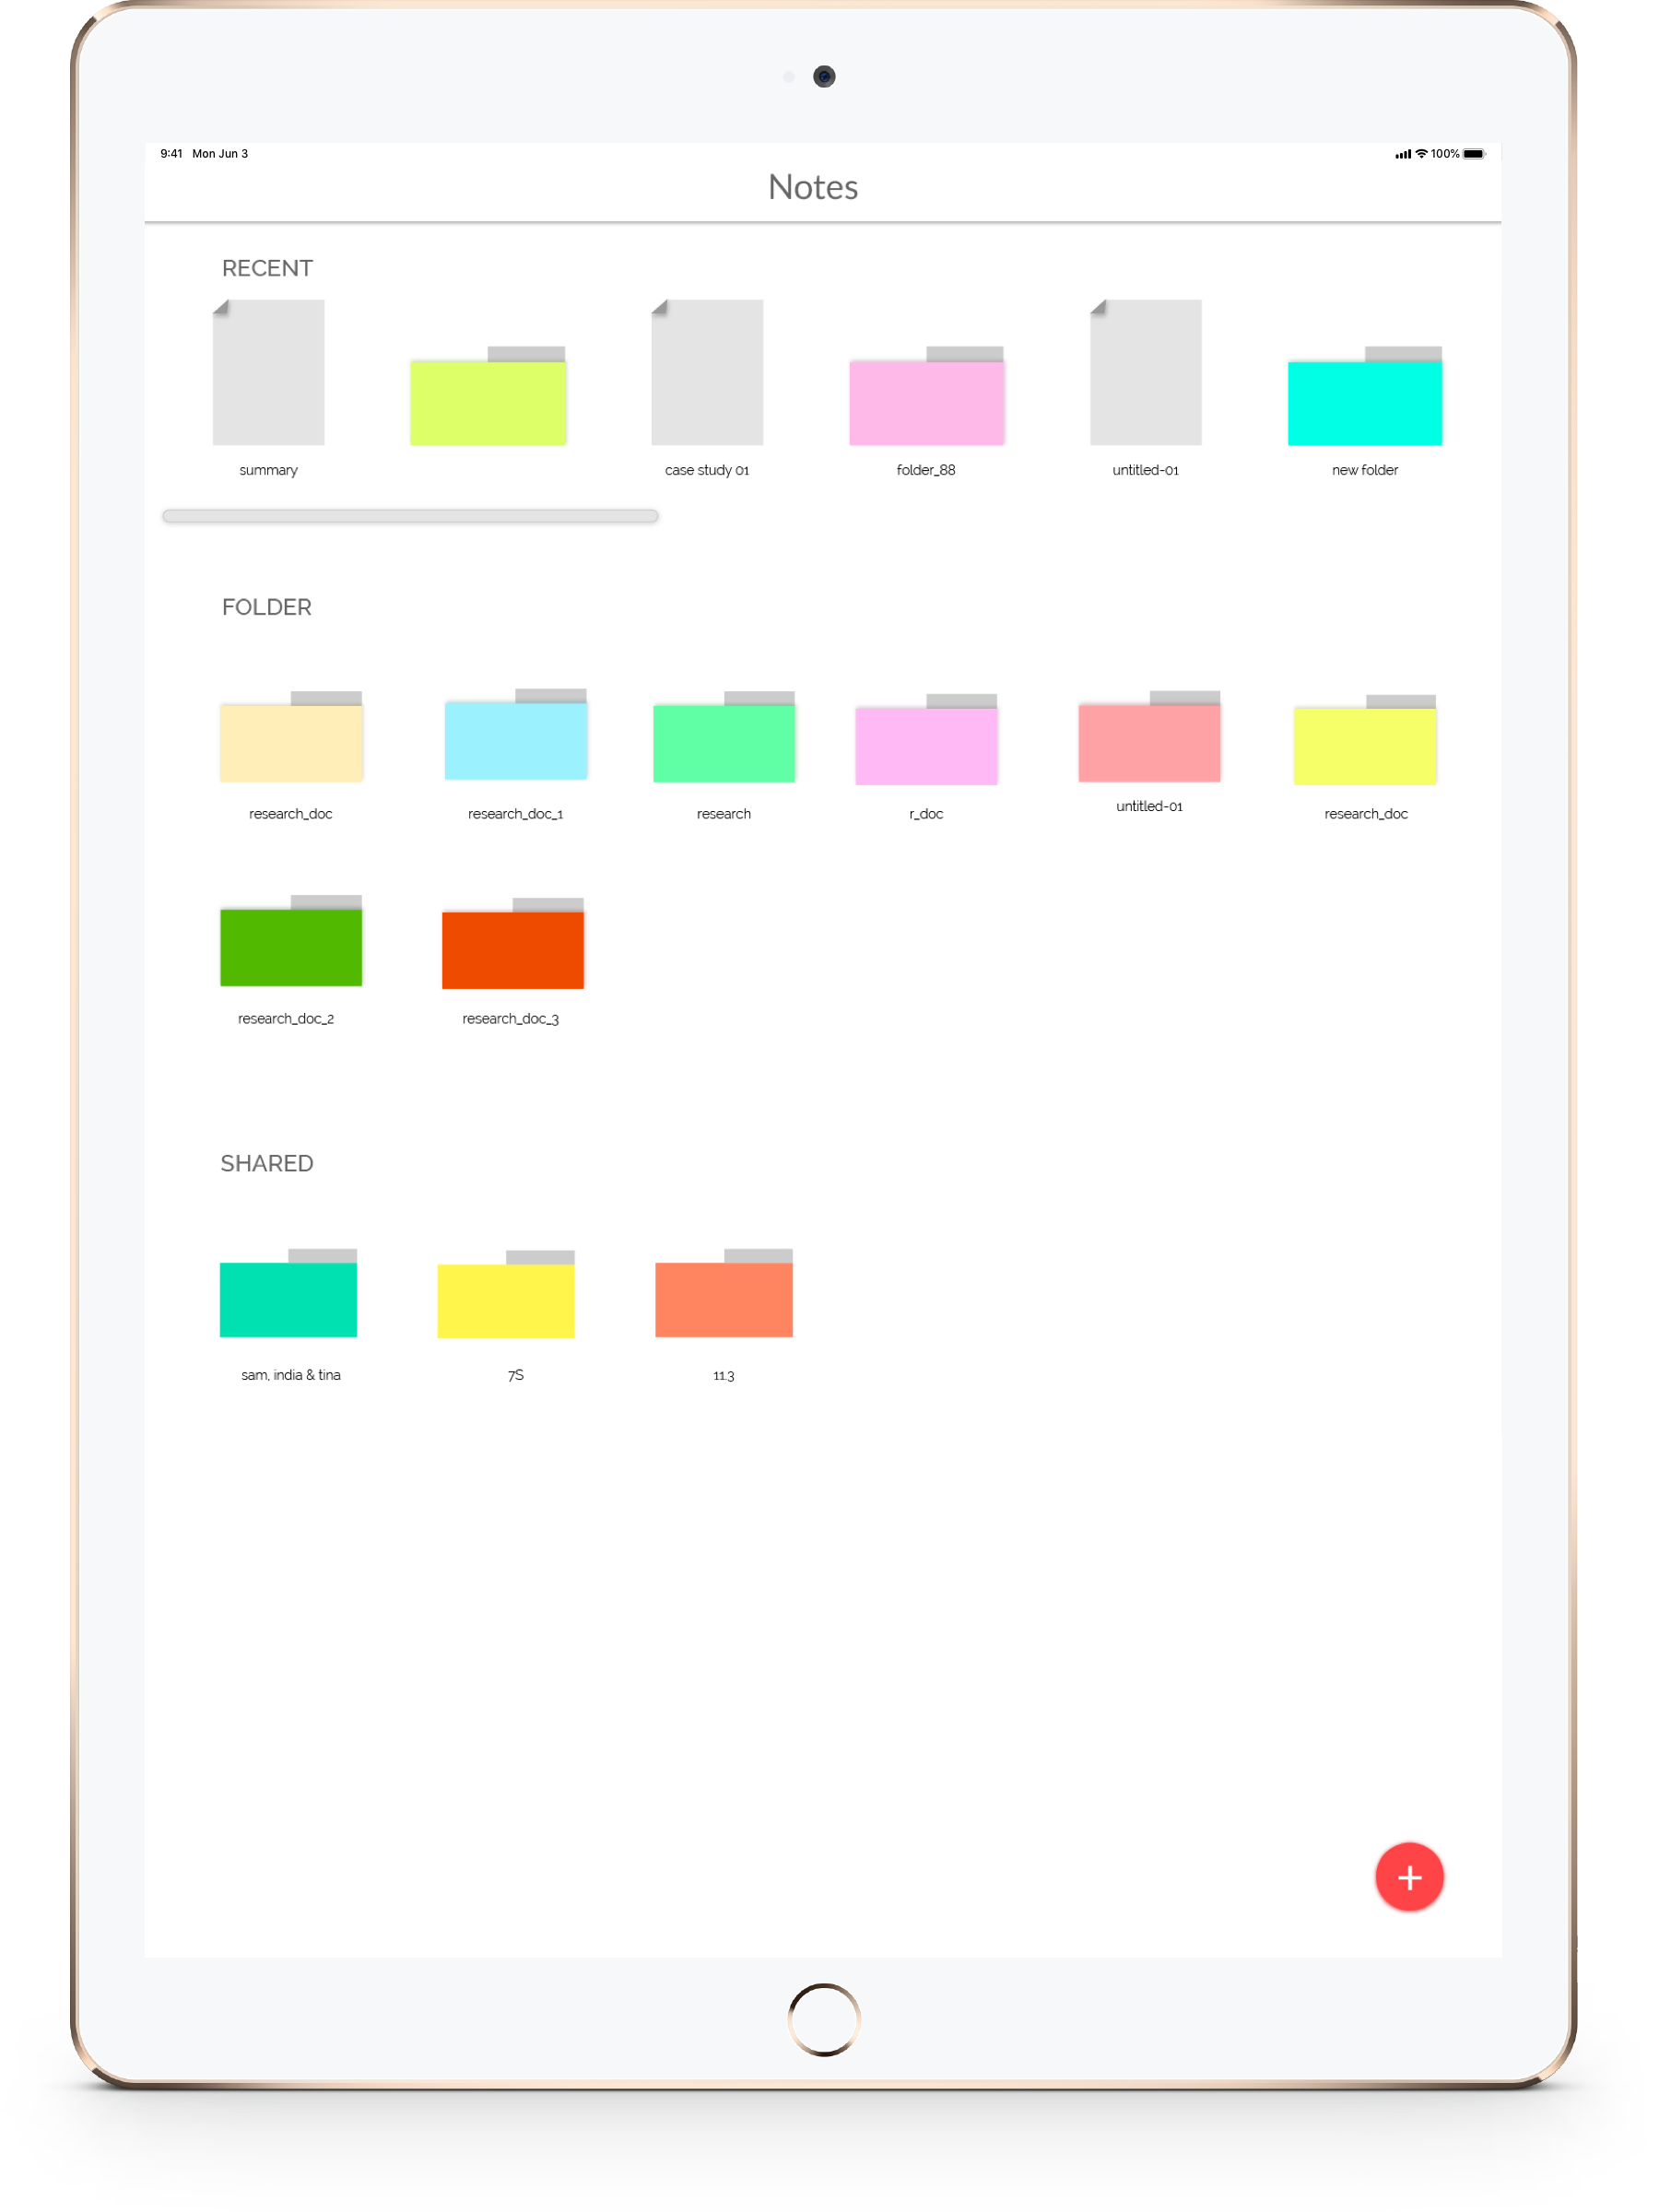 9:41 Mon Jun 3 100%
Notes
RECENT
summary case study 01 folder_88 untitled-01 new folder
FOLDER
research_doc research_doc_1 research r_doc untitled-01 research_doc
research_doc_2 research_doc_3
SHARED
sam, india & tina 7S 11.3
+